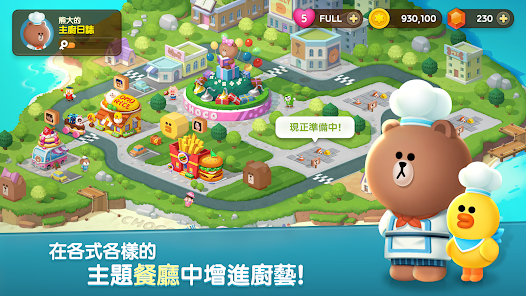 熊大的
主廚日誌
5 FULL +
930,100 +
230 +
現正準備中!
CHOCO
在各式各樣的
主題餐廳中增進廚藝!